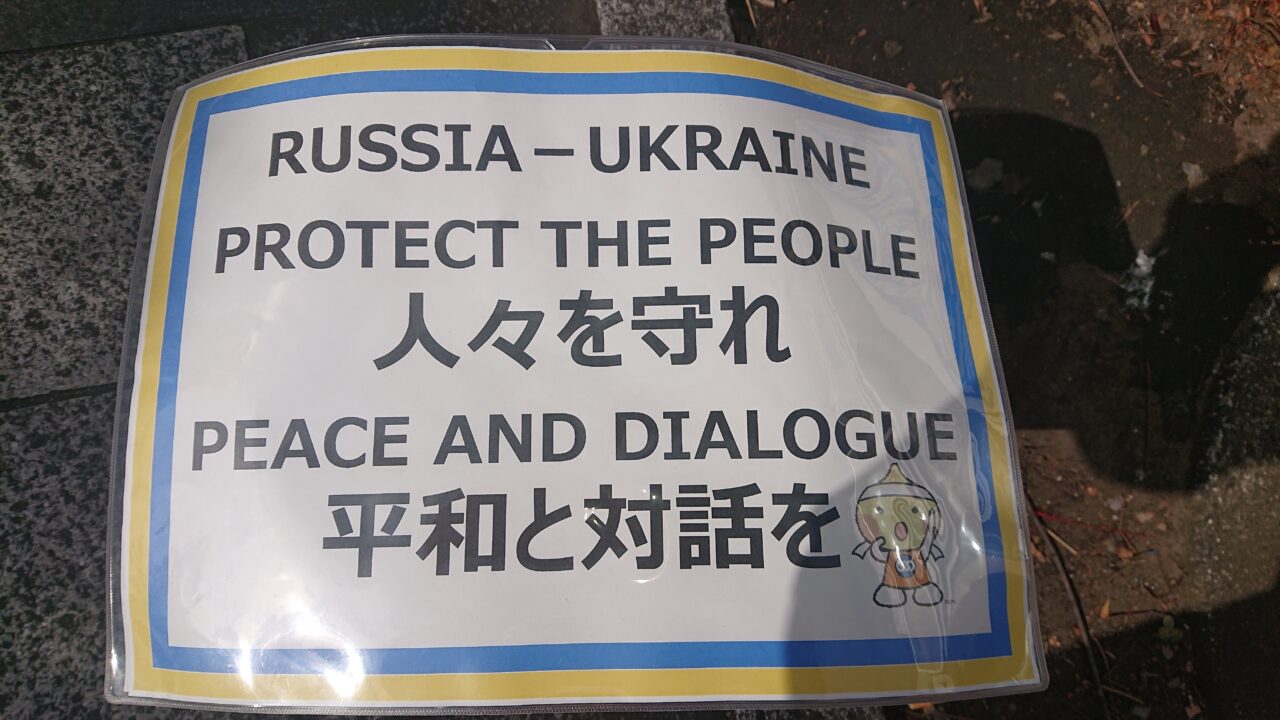 RUSSIA－UKRAINE
PROTECT THE PEOPLE
人々を守れ
PEACE AND DIALOGUE
平和と対話を